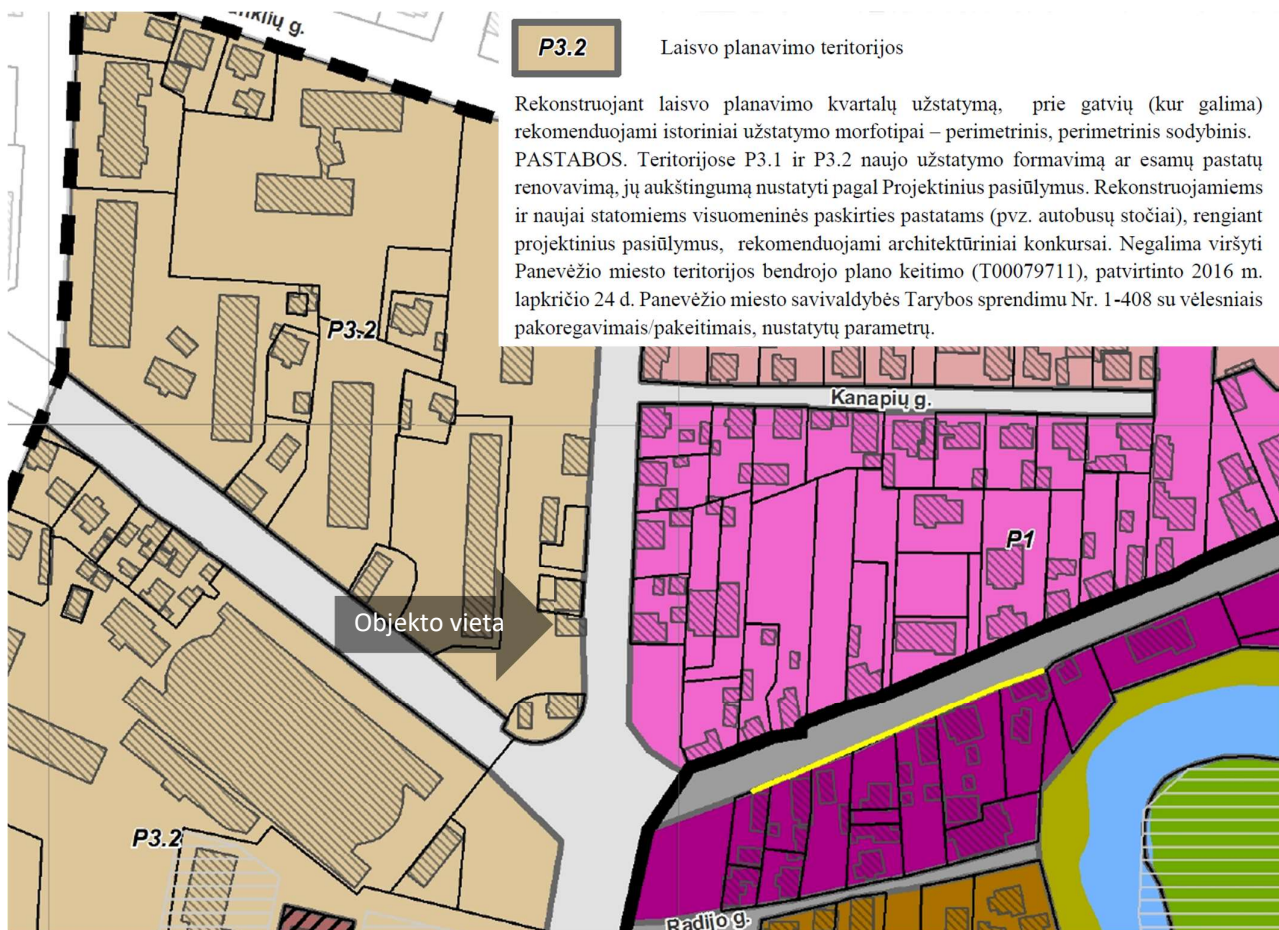 P3.2
Laisvo planavimo teritorijos
Rekonstruojant laisvo planavimo kvartalų užstatymą, prie gatvių (kur galima)
rekomenduojami istoriniai užstatymo morfotipai – perimetrinis, perimetrinis sodybinis.
PASTABOS. Teritorijose P3.1 ir P3.2 naujo užstatymo formavimą ar esamų pastatų
renovavimą, jų aukštingumą nustatyti pagal Projektinius pasiūlymus. Rekonstruojamiems
ir naujai statomiems visuomeninės paskirties pastatams (pvz. autobusų stočiai), rengiant
projektinius pasiūlymus, rekomenduojami architektūriniai konkursai. Negalima viršyti
Panevėžio miesto teritorijos bendrojo plano keitimo (T00079711), patvirtinto 2016 m.
lapkričio 24 d. Panevėžio miesto savivaldybės Tarybos sprendimu Nr. 1-408 su vėlesniais
pakoregavimais/pakeitimais, nustatytų parametrų.
P3.2
Kanapių g.
P1
Objekto vieta
P3.2
Radijo g.